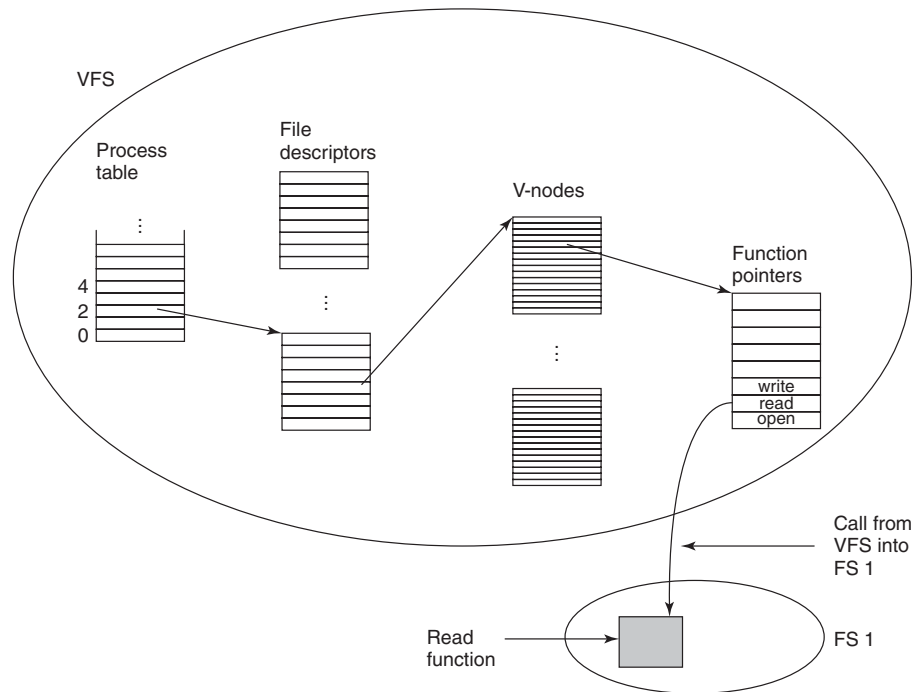 VFS
Process
table
File
descriptors
V-nodes
Function
pointers
...
...
...
4
2
0
write
read
open
Call from
VFS into
FS 1
Read
function
FS 1